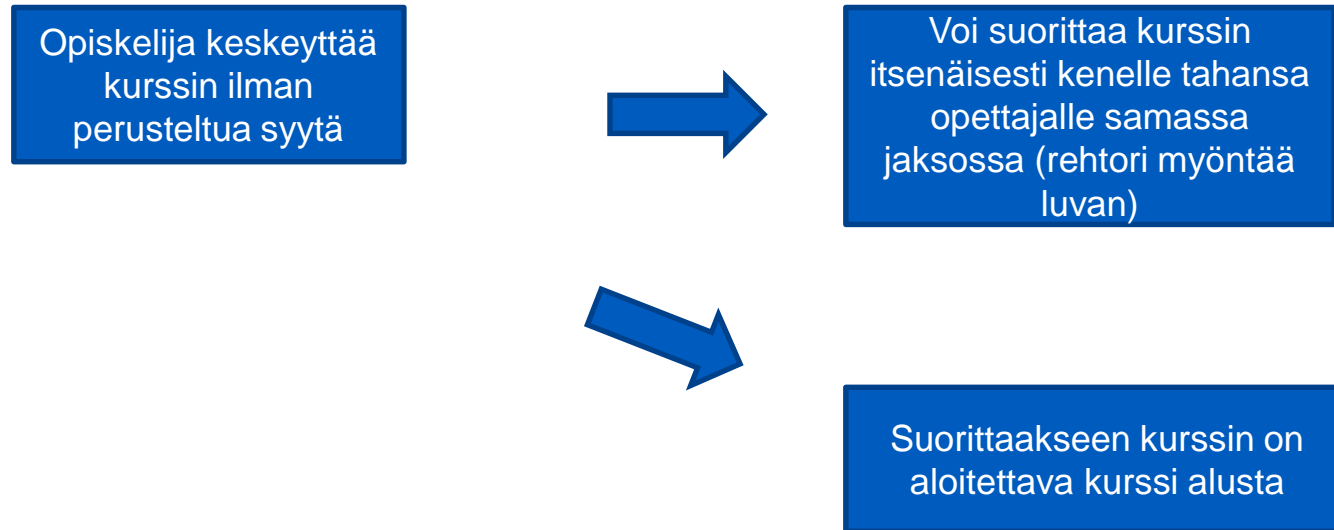 Opiskelija keskeyttää
kurssin ilman
perusteltua syytä
Voi suorittaa kurssin
itsenäisesti kenelle tahansa
opettajalle samassa
jaksossa (rehtori myöntää
luvan)
Suorittaakseen kurssin on
aloitettava kurssi alusta